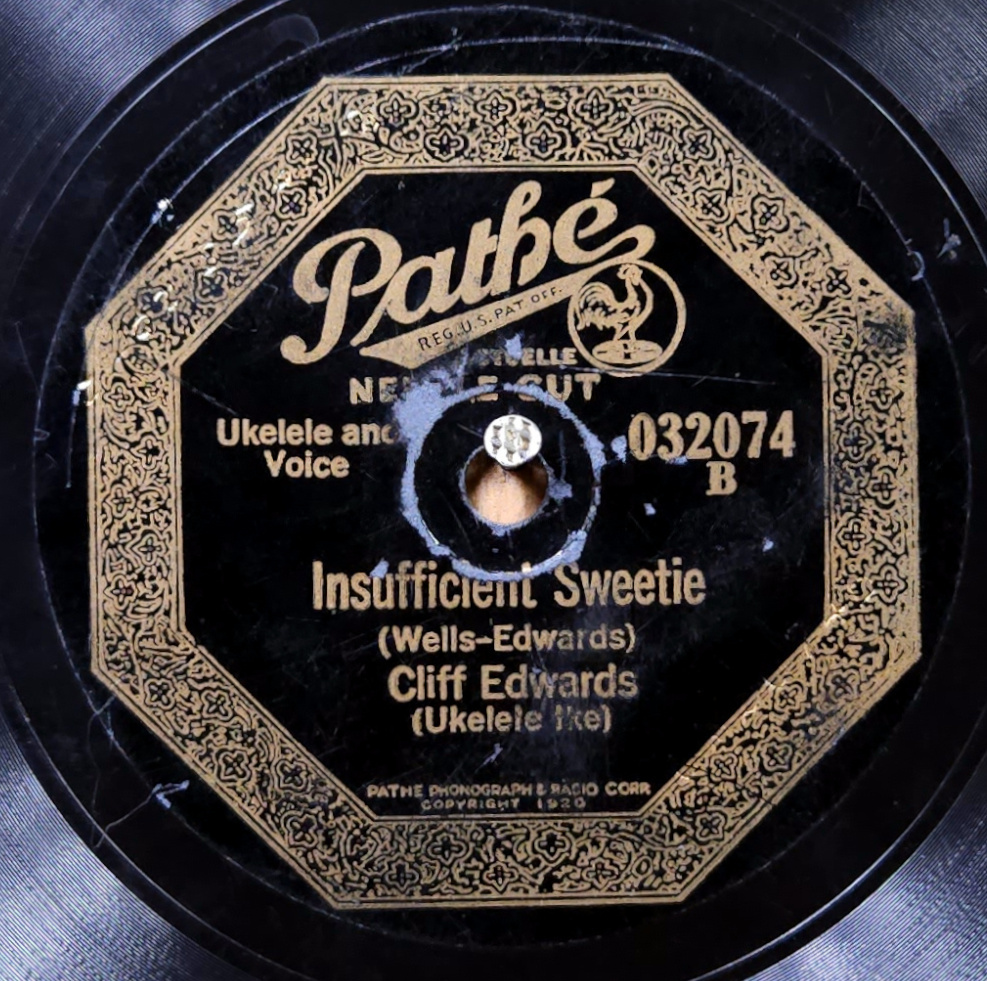 Pathé
REG. U.S. PAT. OFF.
NEEDLE CUT
Ukelele and
Voice
032074
B
Insufficient Sweetie
(Wells-Edwards)
Cliff Edwards
(Ukelele Ike)
PATHE PHONOGRAPH & RADIO CORP.
COPYRIGHT 1920